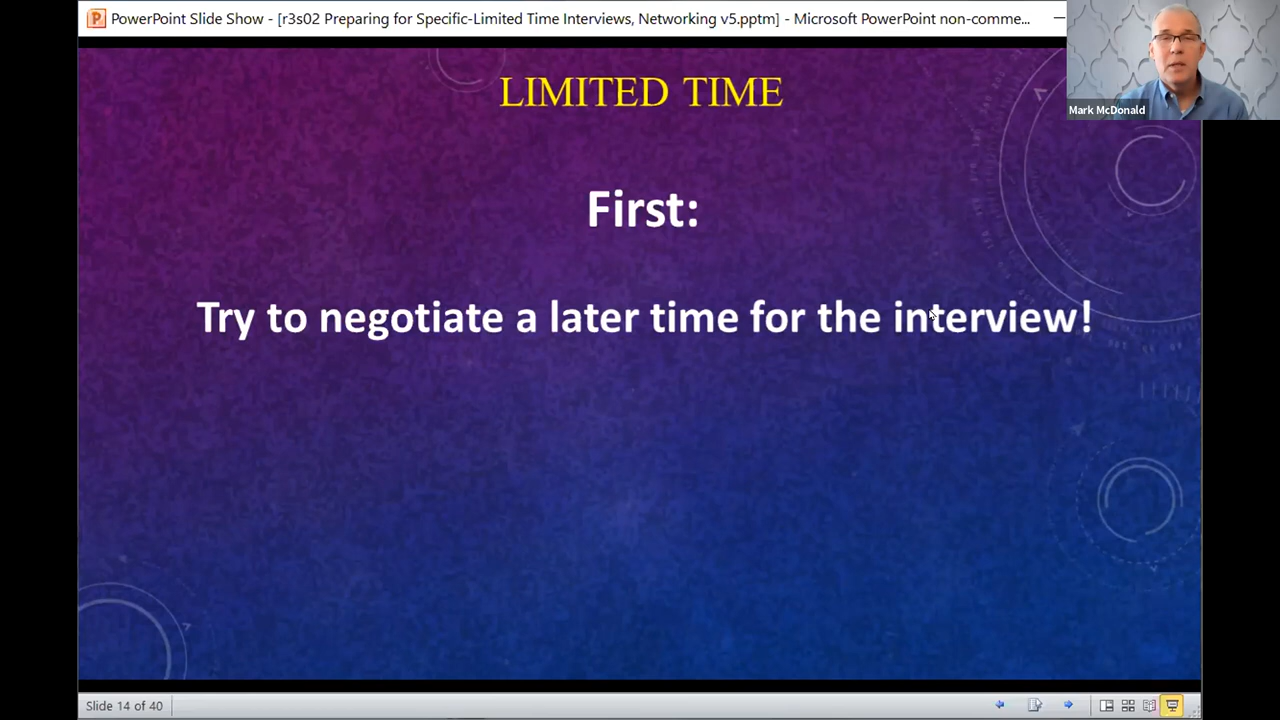 PowerPoint Slide Show - [r3s02 Preparing for Specific-Limited Time Interviews, Networking v5.pptm] - Microsoft PowerPoint non-comme...
Mark McDonald
LIMITED TIME
First:
Try to negotiate a later time for the interview!
Slide 14 of 40